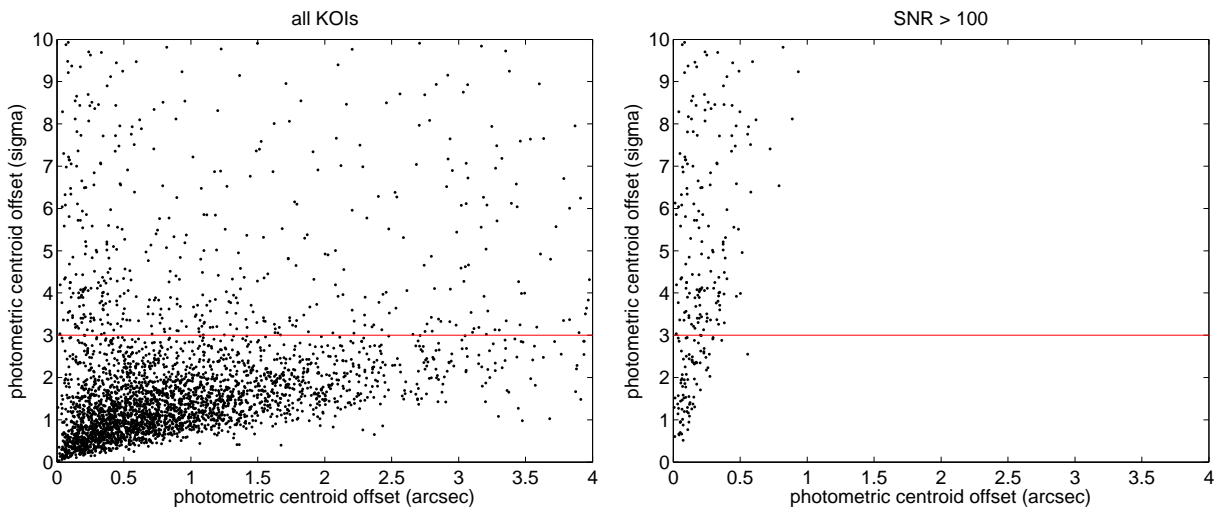 all KOIs
10
9
8
7
6
5
4
3
2
1
0
photometric centroid offset (sigma)
0 0.5 1 1.5 2 2.5 3 3.5 4
photometric centroid offset (arcsec)
SNR > 100
10
9
8
7
6
5
4
3
2
1
0
photometric centroid offset (sigma)
0 0.5 1 1.5 2 2.5 3 3.5 4
photometric centroid offset (arcsec)